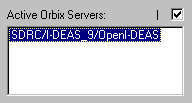 Active Orbix Servers:
SDRC/I-DEAS_9/OpenI-DEAS